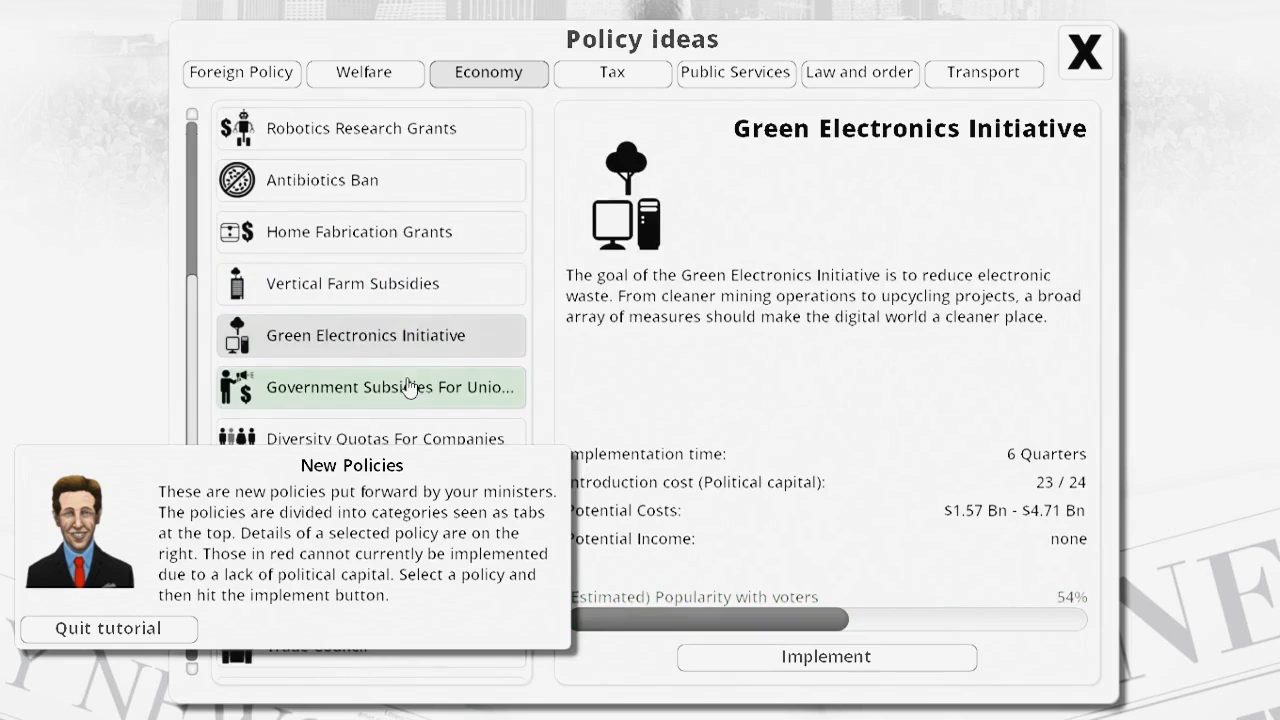 Policy ideas
X
Foreign Policy
Welfare
Economy
Tax
Public Services
Law and order
Transport
Robotics Research Grants
Antibiotics Ban
Home Fabrication Grants
Vertical Farm Subsidies
Green Electronics Initiative
Government Subsidies For Unio...
Diversity Quotas For Companies
Green Electronics Initiative
The goal of the Green Electronics Initiative is to reduce electronic
waste. From cleaner mining operations to upcycling projects, a broad
array of measures should make the digital world a cleaner place.
mplementation time: 6 Quarters
ntroduction cost (Political capital): 23 / 24
Potential Costs: $1.57 Bn - $4.71 Bn
Potential Income: none
Estimated) Popularity with voters 54%
Implement
New Policies
These are new policies put forward by your ministers.
The policies are divided into categories seen as tabs
at the top. Details of a selected policy are on the
right. Those in red cannot currently be implemented
due to a lack of political capital. Select a policy and
then hit the implement button.
Quit tutorial